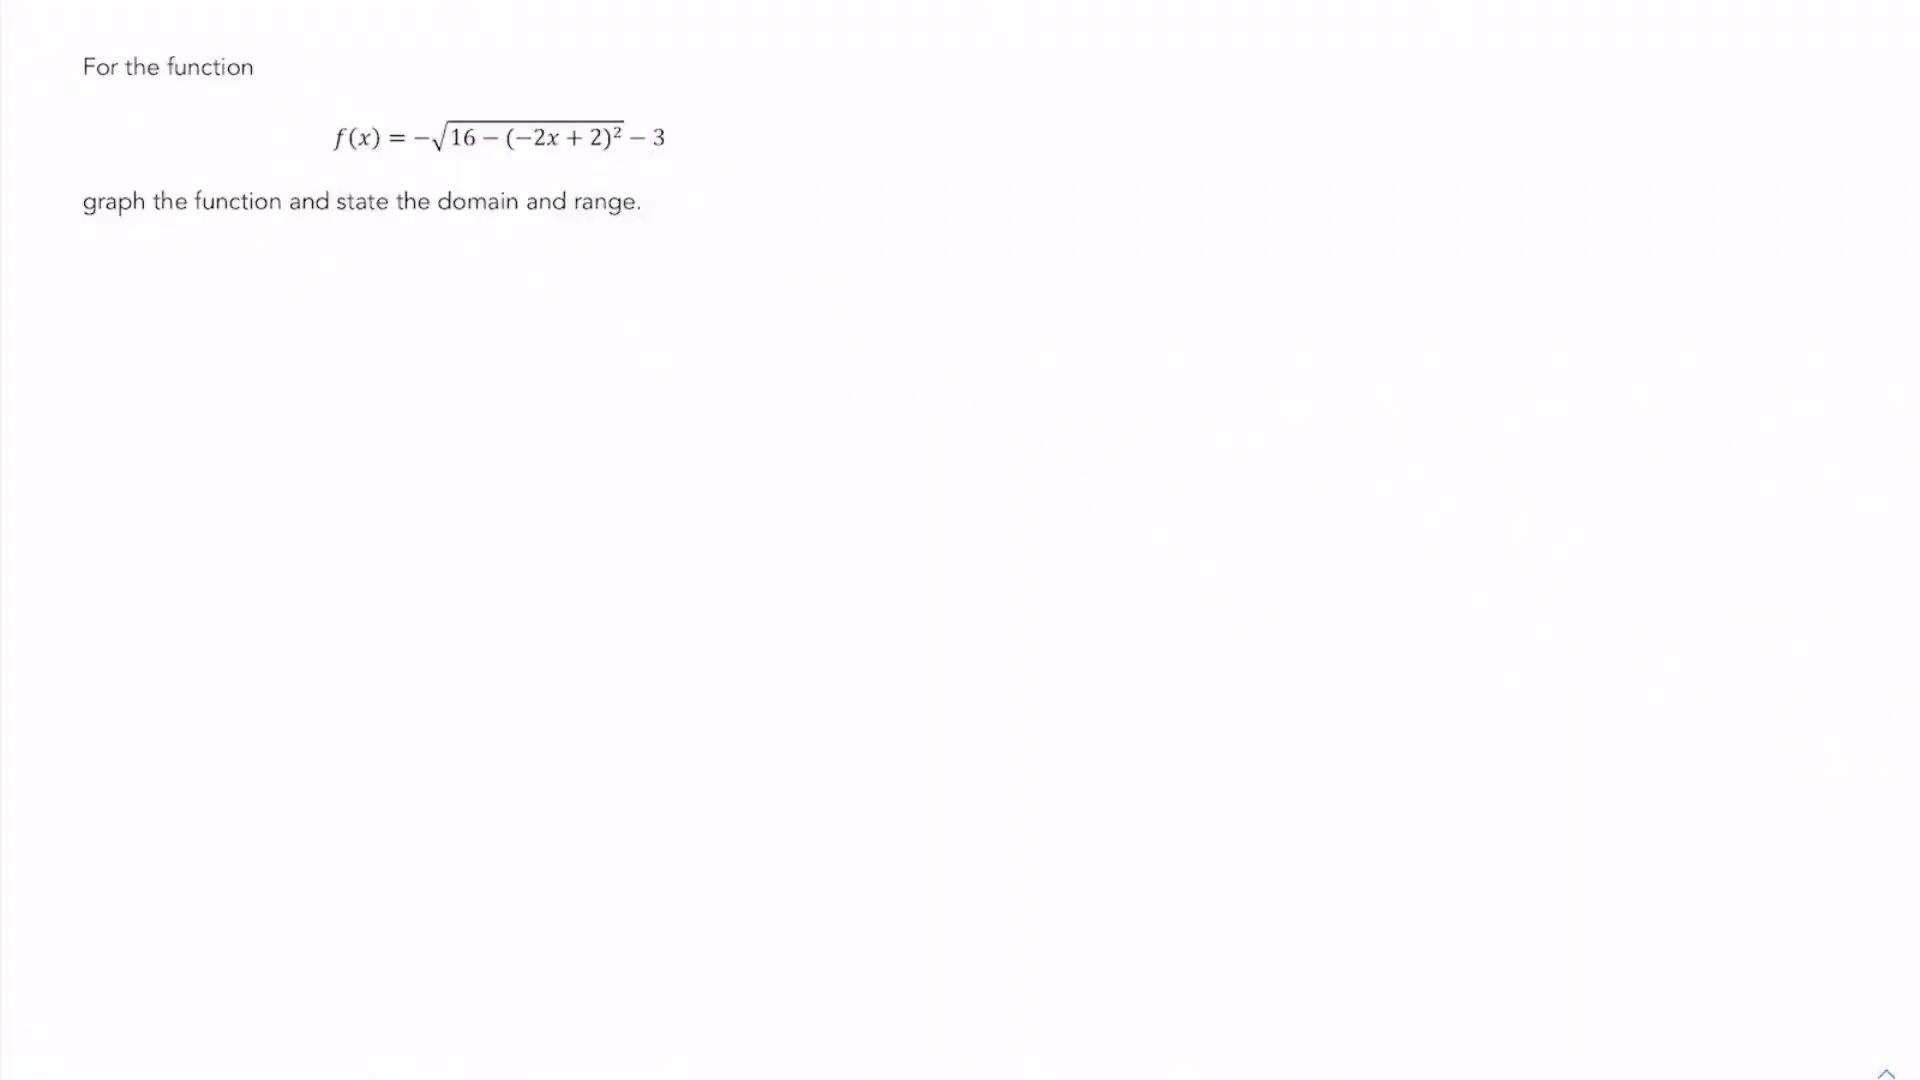 For the function
f(x) = −√(16 − (−2x + 2)²) − 3
graph the function and state the domain and range.